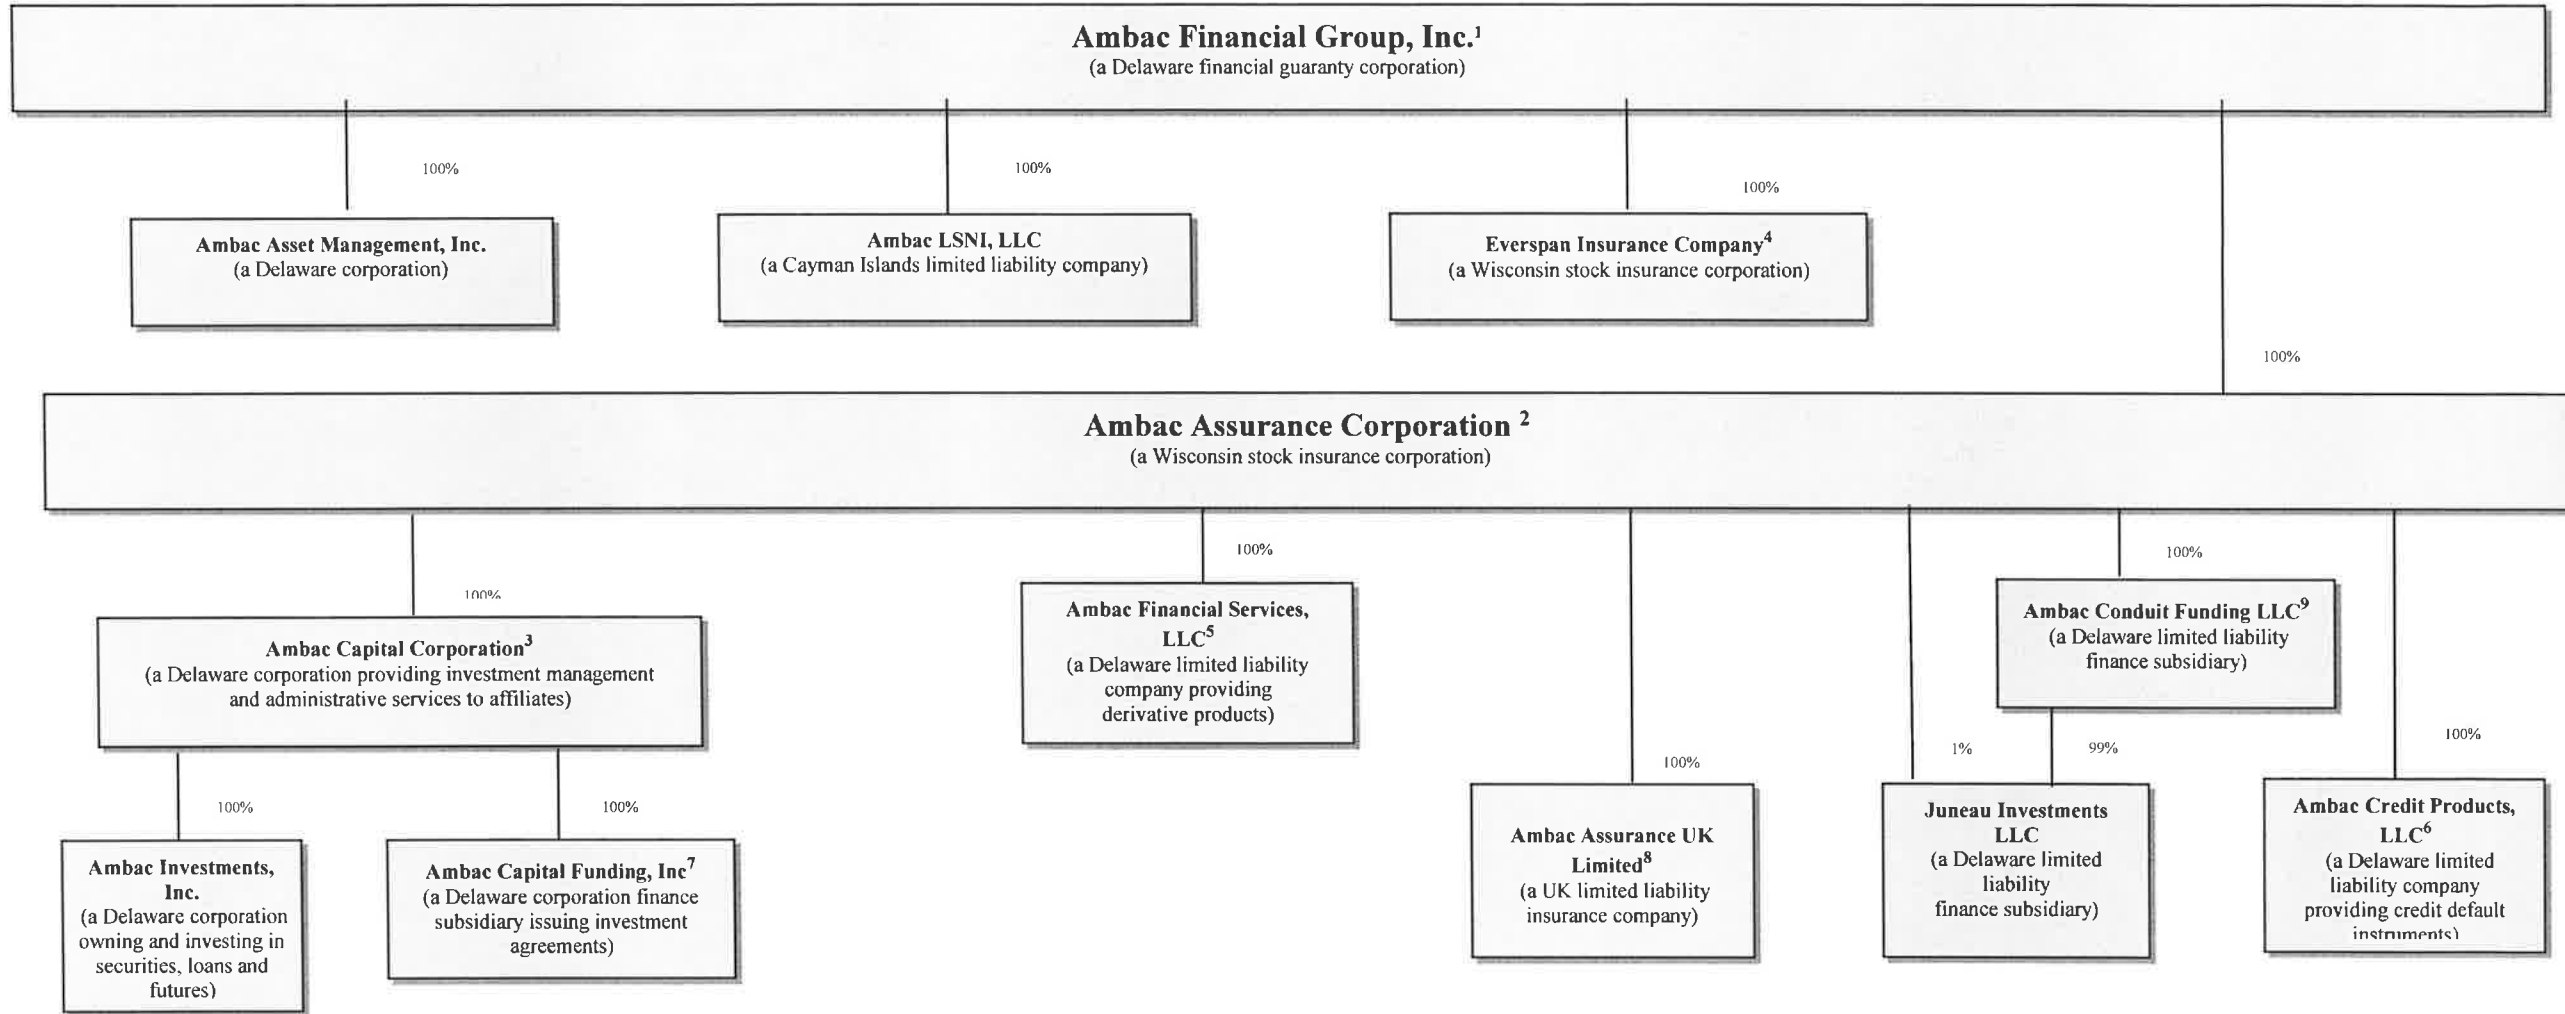 Ambac Financial Group, Inc.¹
(a Delaware financial guaranty corporation)
100%
100%
100%
Ambac Asset Management, Inc.
(a Delaware corporation)
Ambac LSNI, LLC
(a Cayman Islands limited liability company)
Everspan Insurance Company⁴
(a Wisconsin stock insurance corporation)
100%
Ambac Assurance Corporation ²
(a Wisconsin stock insurance corporation)
100%
100%
100%
Ambac Capital Corporation³
(a Delaware corporation providing investment management
and administrative services to affiliates)
Ambac Financial Services,
LLC⁵
(a Delaware limited liability
company providing
derivative products)
Ambac Conduit Funding LLC⁹
(a Delaware limited liability
finance subsidiary)
100%
100%
100%
1%
99%
100%
Ambac Investments,
Inc.
(a Delaware corporation
owning and investing in
securities, loans and
futures)
Ambac Capital Funding, Inc⁷
(a Delaware corporation finance
subsidiary issuing investment
agreements)
Ambac Assurance UK
Limited⁸
(a UK limited liability
insurance company)
Juneau Investments
LLC
(a Delaware limited
liability
finance subsidiary)
Ambac Credit Products,
LLC⁶
(a Delaware limited
liability company
providing credit default
instruments)